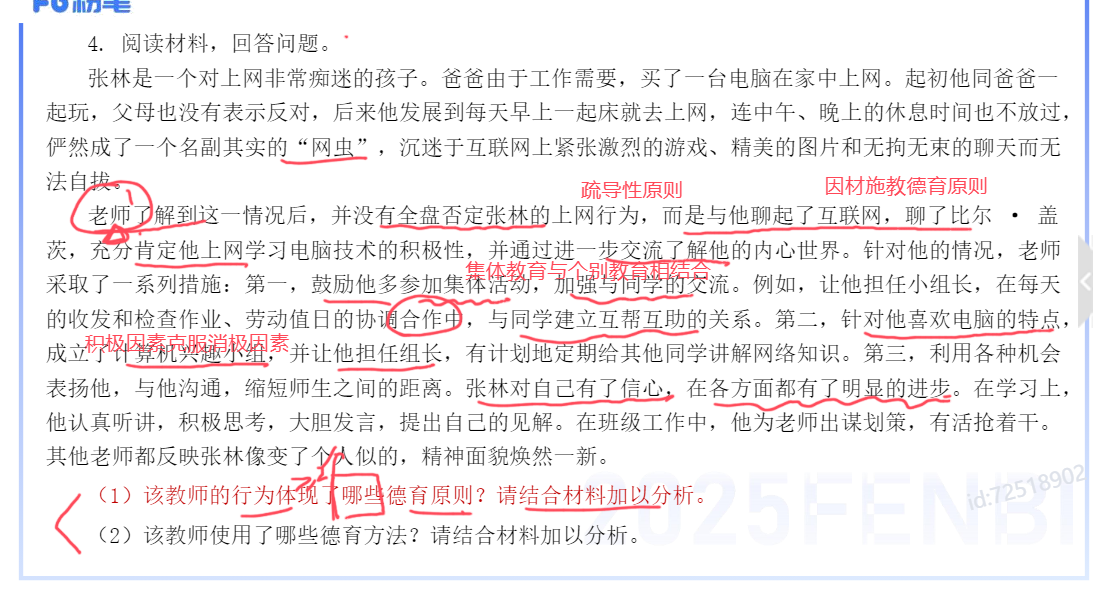 粉笔
4. 阅读材料，回答问题。
张林是一个对上网非常痴迷的孩子。爸爸由于工作需要，买了一台电脑在家中上网。起初他同爸爸一
起玩，父母也没有表示反对，后来他发展到每天早上一起床就去上网，连中午、晚上的休息时间也不放过，
俨然成了一个名副其实的“网虫”，沉迷于互联网上紧张激烈的游戏、精美的图片和无拘无束的聊天而无
法自拔。
疏导性原则
因材施教德育原则
老师了解到这一情况后，并没有全盘否定张林的上网行为，而是与他聊起了互联网，聊了比尔 • 盖
茨，充分肯定他上网学习电脑技术的积极性，并通过进一步交流了解他的内心世界。针对他的情况，老师
集体教育与个别教育相结合
采取了一系列措施：第一，鼓励他多参加集体活动，加强与同学的交流。例如，让他担任小组长，在每天
的收发和检查作业、劳动值日的协调合作中，与同学建立互帮互助的关系。第二，针对他喜欢电脑的特点，
积极因素克服消极因素
成立了计算机兴趣小组，并让他担任组长，有计划地定期给其他同学讲解网络知识。第三，利用各种机会
表扬他，与他沟通，缩短师生之间的距离。张林对自己有了信心，在各方面都有了明显的进步。在学习上，
他认真听讲，积极思考，大胆发言，提出自己的见解。在班级工作中，他为老师出谋划策，有活抢着干。
其他老师都反映张林像变了个人似的，精神面貌焕然一新。
（1）该教师的行为体现了哪些德育原则？请结合材料加以分析。
（2）该教师使用了哪些德育方法？请结合材料加以分析。
2025FENBI
id:72518902